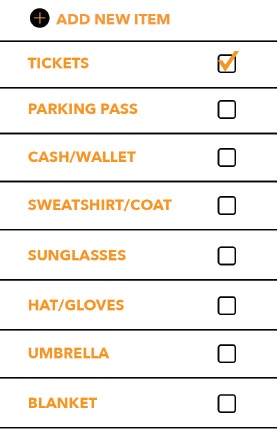 ADD NEW ITEM
TICKETS
PARKING PASS
CASH/WALLET
SWEATSHIRT/COAT
SUNGLASSES
HAT/GLOVES
UMBRELLA
BLANKET